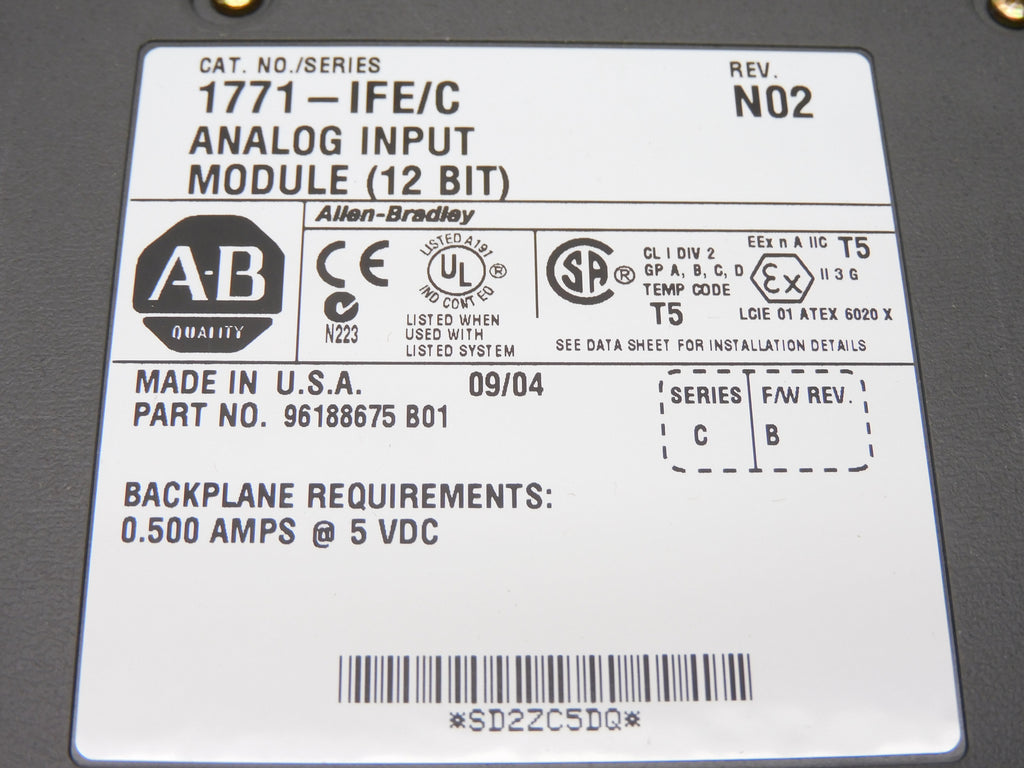 CAT. NO./SERIES
1771-IFE/C
ANALOG INPUT
MODULE (12 BIT)
REV.
N02
Allen-Bradley
A-B
QUALITY
CE
N223
LISTED A191
UL ®
IND CONT EQ
LISTED WHEN
USED WITH
LISTED SYSTEM
SA ®
CL I DIV 2
GP A, B, C, D
TEMP CODE
T5
EEx n A IIC T5
Ex II 3 G
LCIE 01 ATEX 6020 X
SEE DATA SHEET FOR INSTALLATION DETAILS
MADE IN U.S.A. 09/04
PART NO. 96188675 B01
SERIES F/W REV.
C B
BACKPLANE REQUIREMENTS:
0.500 AMPS @ 5 VDC
*SD2ZC5DQ*